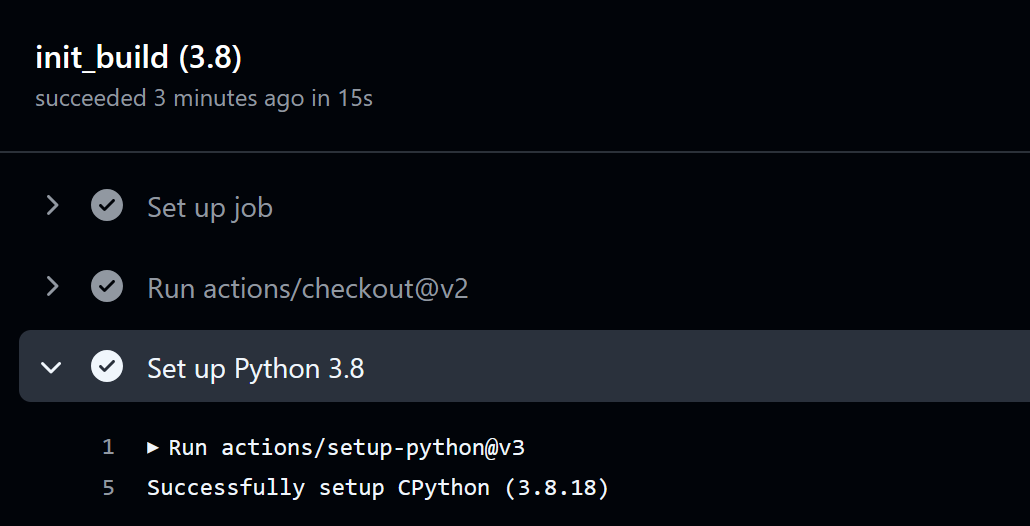 init_build (3.8)
succeeded 3 minutes ago in 15s
Set up job
Run actions/checkout@v2
Set up Python 3.8
1 ▶ Run actions/setup-python@v3
5 Successfully setup CPython (3.8.18)